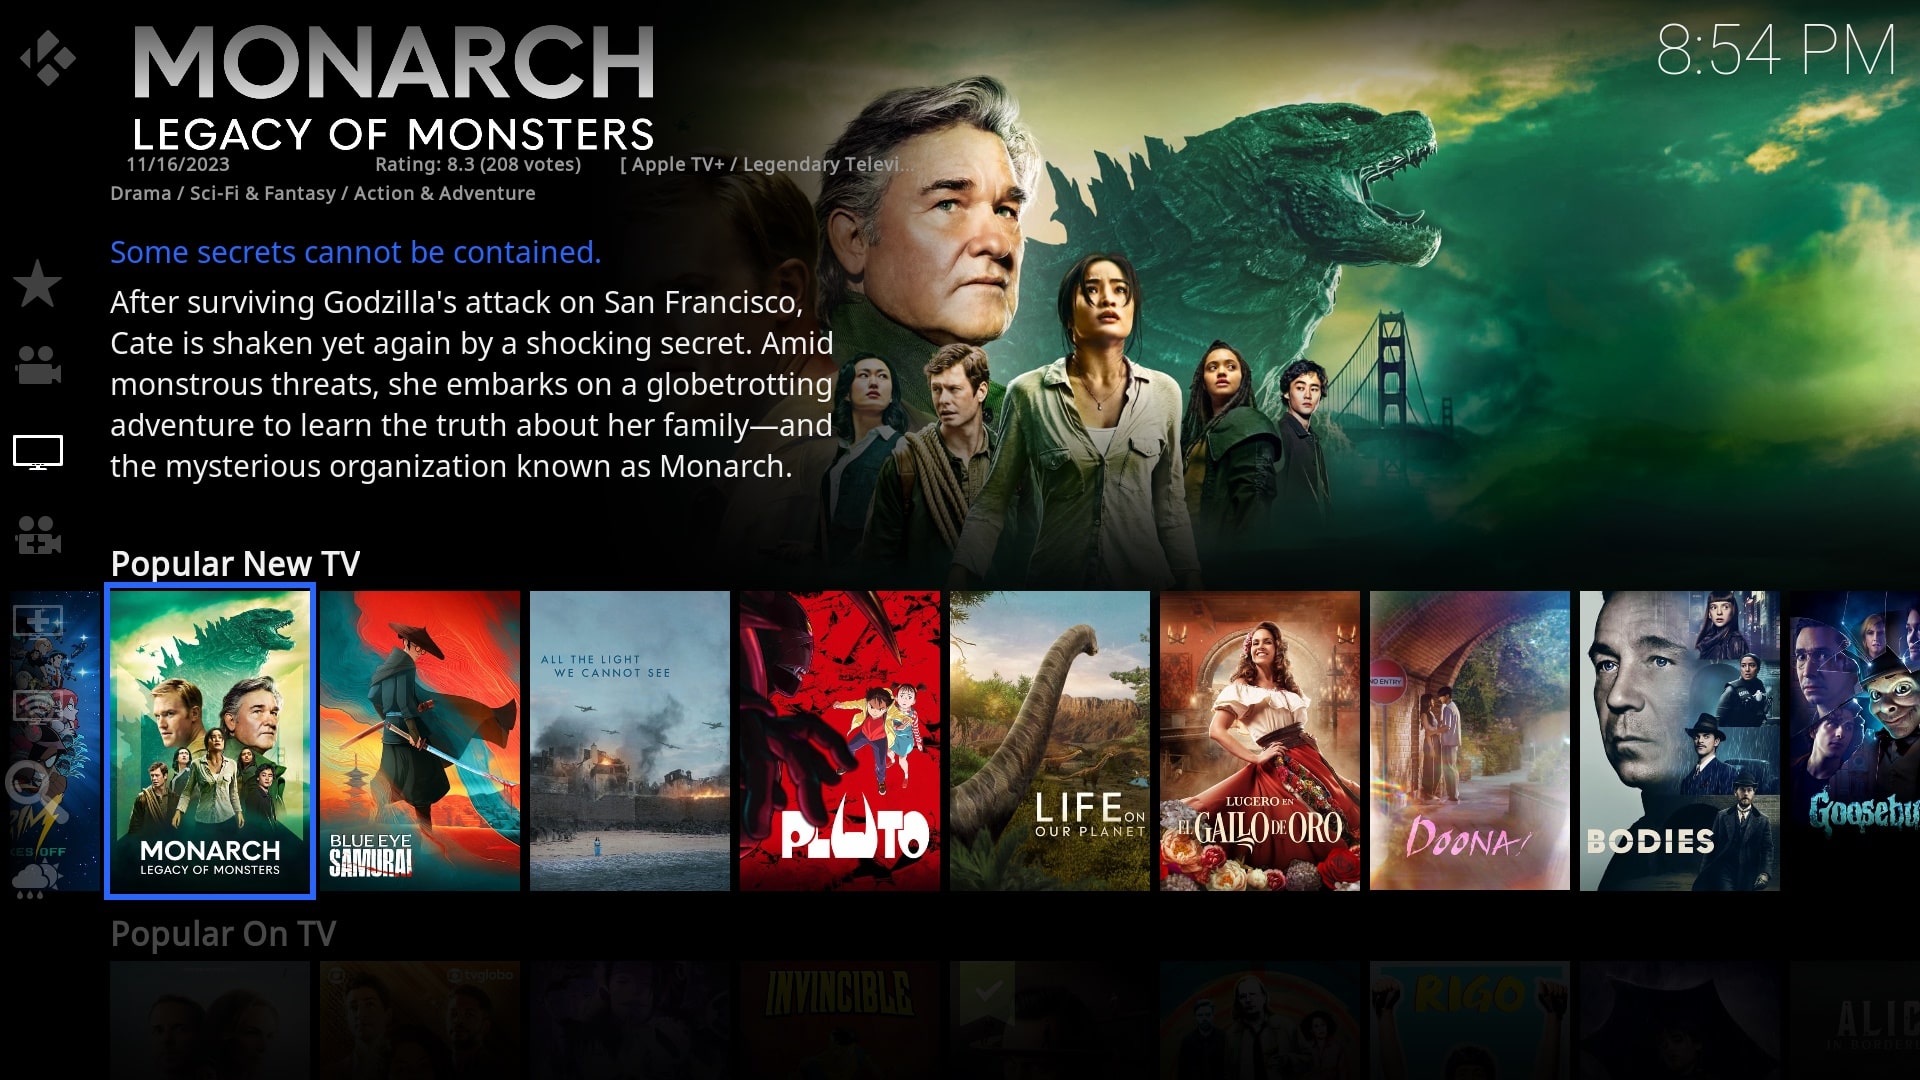 MONARCH
8:54 PM
LEGACY OF MONSTERS
11/16/2023 Rating: 8.3 (208 votes) [ Apple TV+ / Legendary Televi...
Drama / Sci-Fi & Fantasy / Action & Adventure
Some secrets cannot be contained.
After surviving Godzilla's attack on San Francisco,
Cate is shaken yet again by a shocking secret. Amid
monstrous threats, she embarks on a globetrotting
adventure to learn the truth about her family—and
the mysterious organization known as Monarch.
Popular New TV
MONARCH
LEGACY OF MONSTERS
BLUE EYE
SAMURAI
ALL THE LIGHT
WE CANNOT SEE
PLUTO
LIFE ON
OUR PLANET
LUCERO EN
EL GALLO DE ORO
NO ENTRY
DOONA!
BODIES
Goosebu
Popular On TV
tvglobo
INVINCIBLE
RIGO
ALIC
IN BORDER